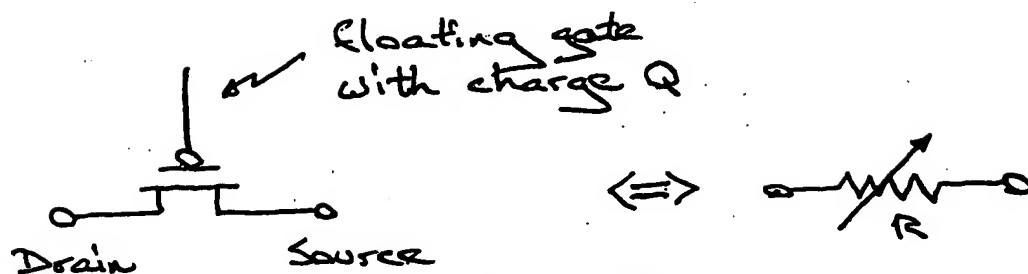 floating gate
with charge Q
Drain
Source
<=>
R